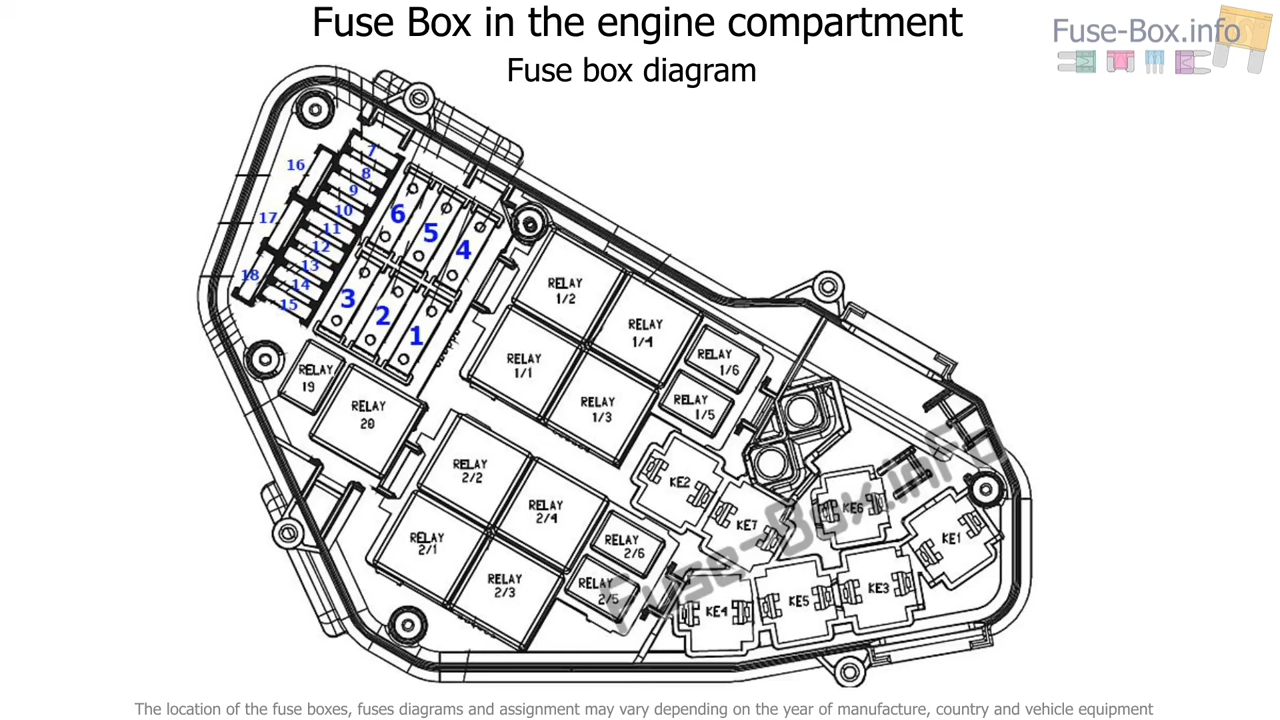 Fuse Box in the engine compartment
Fuse box diagram
Fuse-Box.info
16
7
8
9
10
17
11
12
13
18
14
15
6
5
4
3
2
1
RELAY
1/2
RELAY
1/4
RELAY
1/6
RELAY
1/1
RELAY
1/3
RELAY
1/5
RELAY
19
RELAY
20
RELAY
2/2
RELAY
2/4
RELAY
2/6
RELAY
2/1
RELAY
2/3
RELAY
2/5
KE2
KE7
KE6
KE1
KE4
KE5
KE3
Fuse-Box.info
The location of the fuse boxes, fuses diagrams and assignment may vary depending on the year of manufacture, country and vehicle equipment